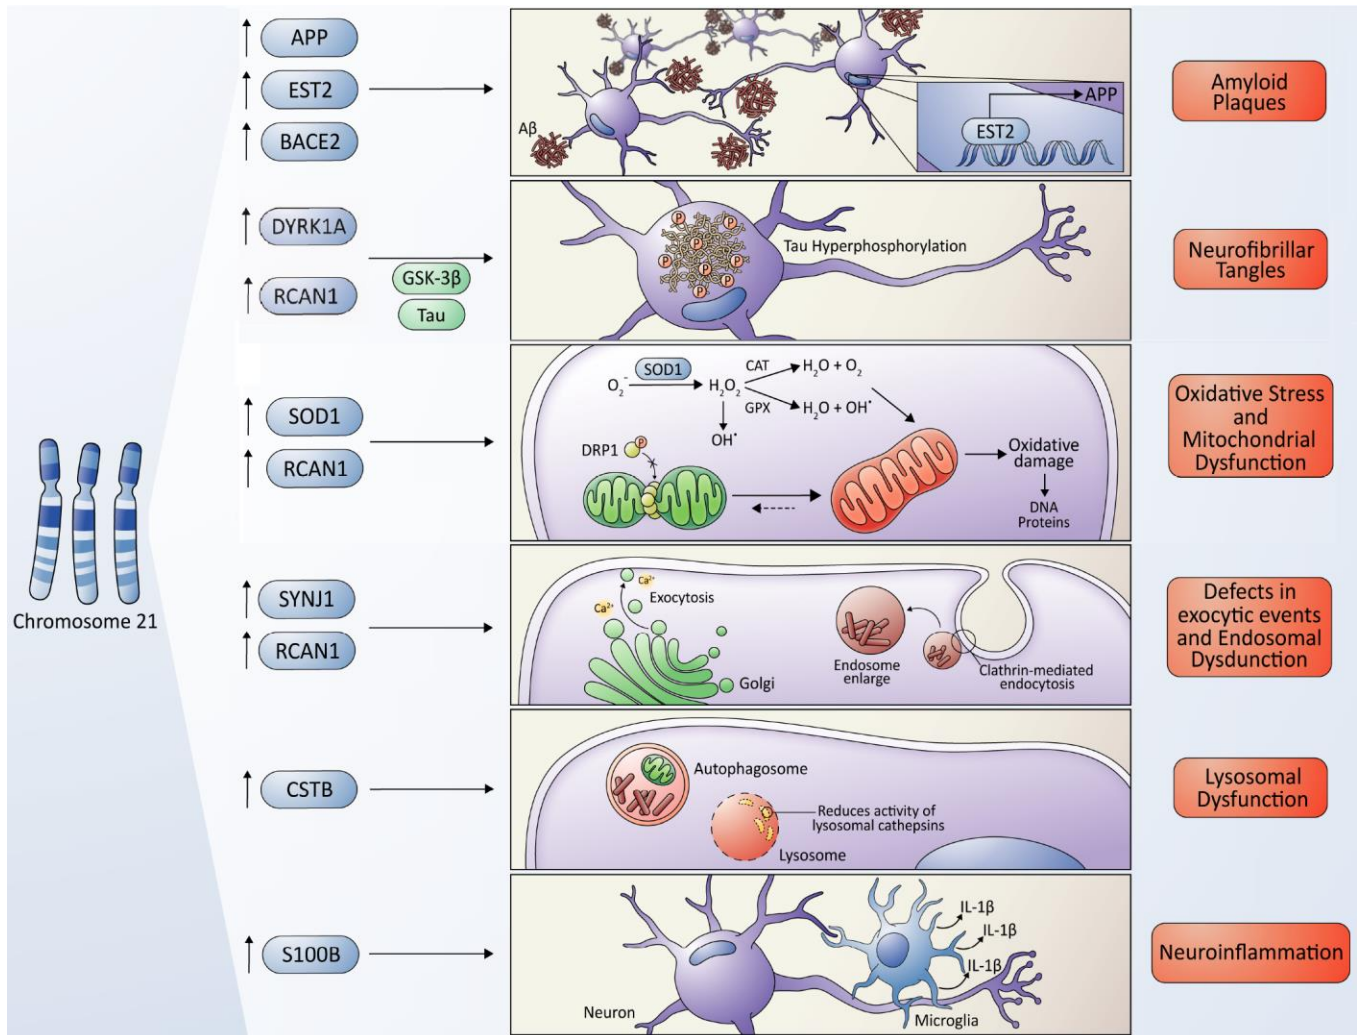 APP
EST2
BACE2
Aβ
APP
EST2
Amyloid
Plaques
DYRK1A
RCAN1
GSK-3β
Tau
P
P
P
P
P
P
P
P
Tau Hyperphosphorylation
Neurofibrillar
Tangles
SOD1
RCAN1
O₂⁻
SOD1
H₂O₂
CAT
H₂O + O₂
GPX
H₂O + OH•
OH•
DRP1
P
Oxidative
damage
DNA
Proteins
Oxidative Stress
and
Mitochondrial
Dysfunction
Chromosome 21
SYNJ1
RCAN1
Ca²⁺
Ca²⁺
Exocytosis
Golgi
Endosome
enlarge
Clathrin-mediated
endocytosis
Defects in
exocytic events
and Endosomal
Dysdunction
CSTB
Autophagosome
Reduces activity of
lysosomal cathepsins
Lysosome
Lysosomal
Dysfunction
S100B
Neuron
Microglia
IL-1β
IL-1β
IL-1β
Neuroinflammation